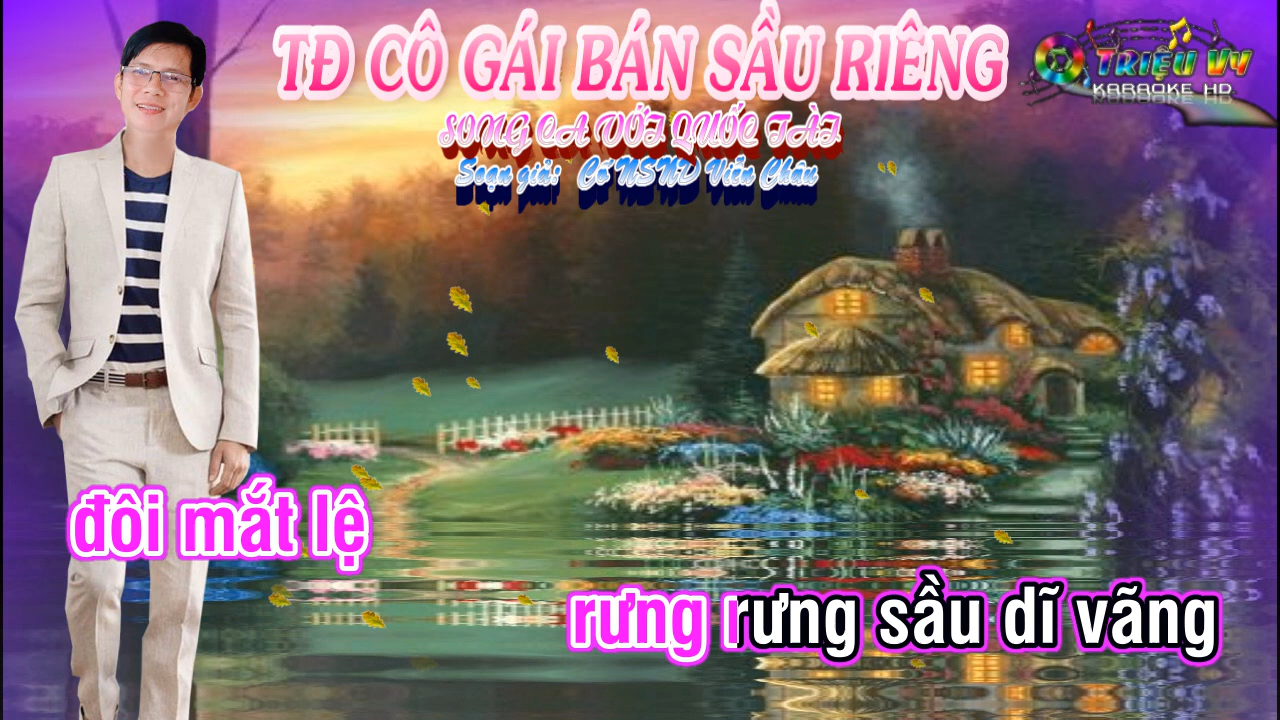 TĐ CÔ GÁI BÁN SẦU RIÊNG
TRIỆU VY
KARAOKE HD
SONG CA VỚI QUỐC TÀI
Soạn giả: Cố NSND Viễn Châu
đôi mắt lệ
rưng rưng sầu dĩ vãng